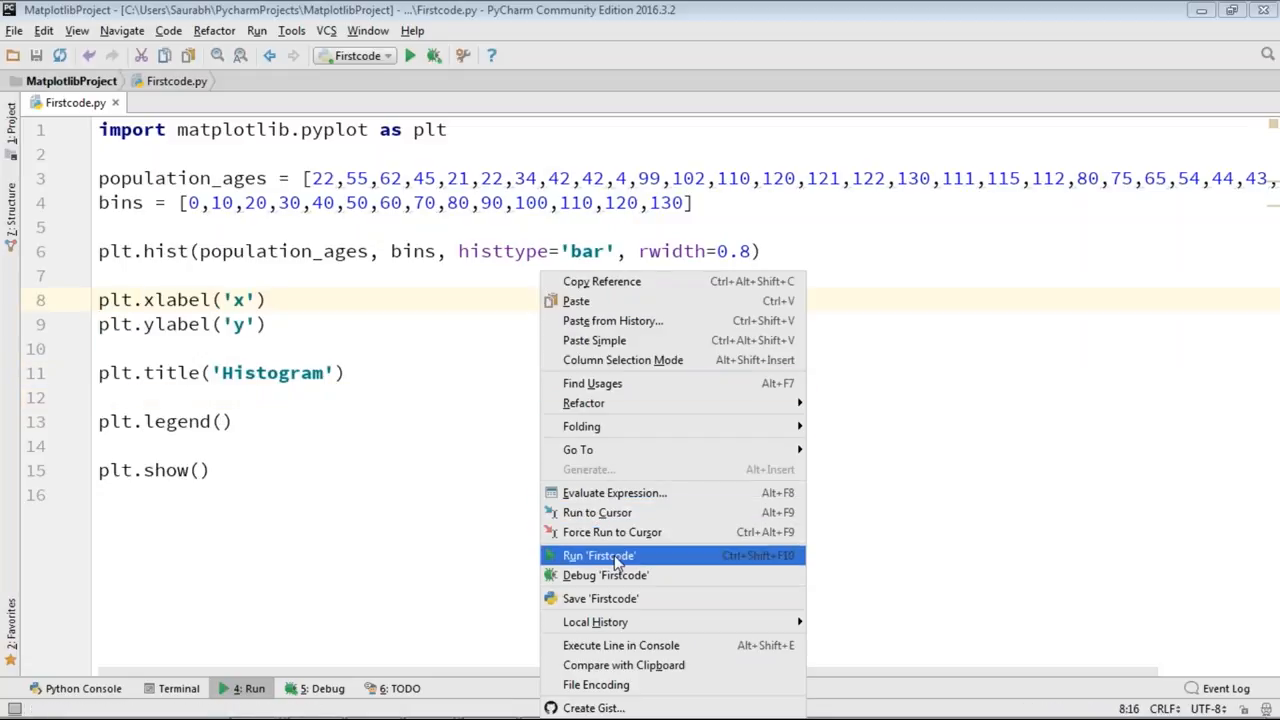 MatplotlibProject - [C:\Users\Saurabh\PycharmProjects\MatplotlibProject] - ...\Firstcode.py - PyCharm Community Edition 2016.3.2
File Edit View Navigate Code Refactor Run Tools VCS Window Help
Firstcode
MatplotlibProject Firstcode.py
Firstcode.py
1: Project
Z: Structure
2: Favorites
1 import matplotlib.pyplot as plt
2
3 population_ages = [22,55,62,45,21,22,34,42,42,4,99,102,110,120,121,122,130,111,115,112,80,75,65,54,44,43,
4 bins = [0,10,20,30,40,50,60,70,80,90,100,110,120,130]
5
6 plt.hist(population_ages, bins, histtype='bar', rwidth=0.8)
7
8 plt.xlabel('x')
9 plt.ylabel('y')
10
11 plt.title('Histogram')
12
13 plt.legend()
14
15 plt.show()
16
Copy Reference Ctrl+Alt+Shift+C
Paste Ctrl+V
Paste from History... Ctrl+Shift+V
Paste Simple Ctrl+Alt+Shift+V
Column Selection Mode Alt+Shift+Insert
Find Usages Alt+F7
Refactor
Folding
Go To
Generate... Alt+Insert
Evaluate Expression... Alt+F8
Run to Cursor Alt+F9
Force Run to Cursor Ctrl+Alt+F9
Run 'Firstcode' Ctrl+Shift+F10
Debug 'Firstcode'
Save 'Firstcode'
Local History
Execute Line in Console Alt+Shift+E
Compare with Clipboard
File Encoding
Create Gist...
Python Console Terminal 4: Run 5: Debug 6: TODO Event Log
8:16 CRLF÷ UTF-8÷